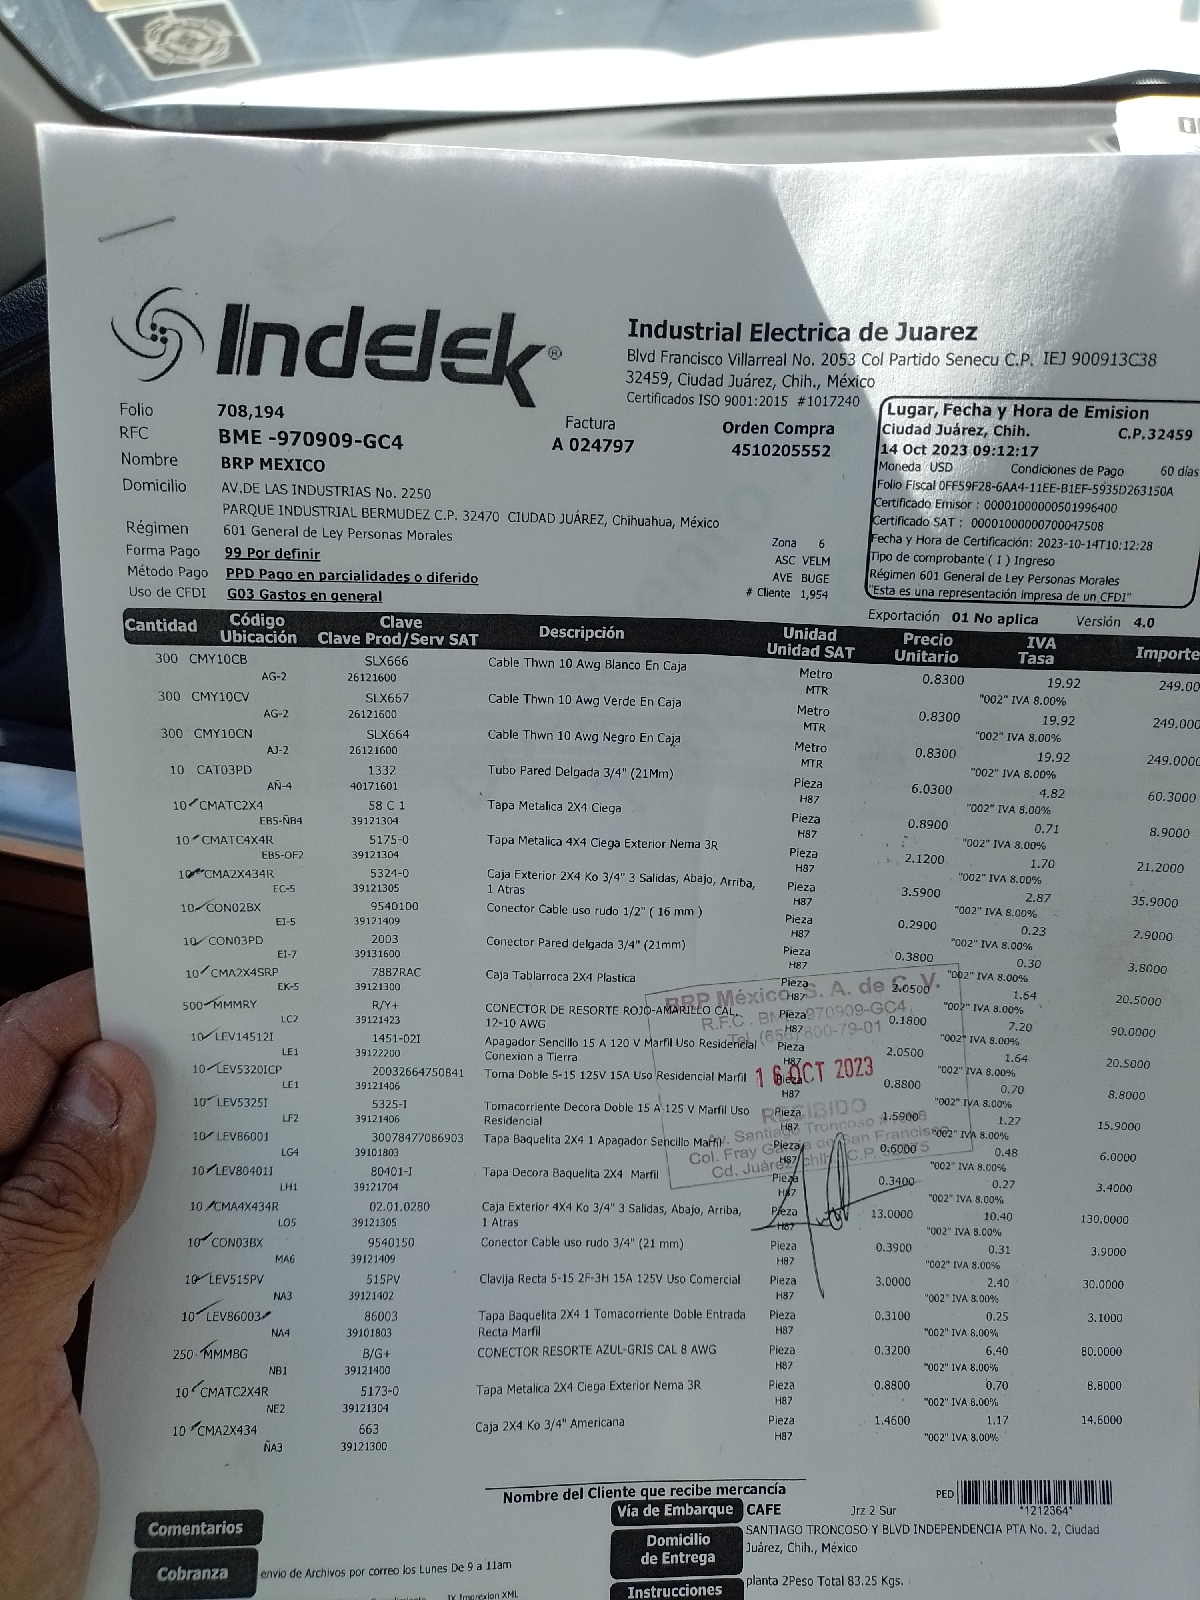 Indelek®
Industrial Electrica de Juarez
Blvd Francisco Villarreal No. 2053 Col Partido Senecu C.P. IEJ 900913C38
32459, Ciudad Juárez, Chih., México
Certificados ISO 9001:2015 #1017240
Folio 708,194
RFC BME -970909-GC4
Factura
A 024797
Orden Compra
4510205552
Nombre BRP MEXICO
Domicilio AV.DE LAS INDUSTRIAS No. 2250
PARQUE INDUSTRIAL BERMUDEZ C.P. 32470 CIUDAD JUÁREZ, Chihuahua, México
Régimen 601 General de Ley Personas Morales
Forma Pago 99 Por definir
Método Pago PPD Pago en parcialidades o diferido
Uso de CFDI G03 Gastos en general
Zona 6
ASC VELM
AVE BUGE
# Cliente 1,954
Lugar, Fecha y Hora de Emision
Ciudad Juárez, Chih. C.P.32459
14 Oct 2023 09:12:17
Moneda USD Condiciones de Pago 60 días
Folio Fiscal 0FF59F28-6AA4-11EE-B1EF-5935D263150A
Certificado Emisor : 00001000000501996400
Certificado SAT : 00001000000700047508
Fecha y Hora de Certificación: 2023-10-14T10:12:28
Tipo de comprobante ( I ) Ingreso
Régimen 601 General de Ley Personas Morales
"Esta es una representación impresa de un CFDI"
Exportación 01 No aplica Versión 4.0
Cantidad Código Clave Descripción Unidad Precio IVA Importe
Ubicación Clave Prod/Serv SAT Unidad SAT Unitario Tasa
300 CMY10CB SLX666 Cable Thwn 10 Awg Blanco En Caja Metro 0.8300 19.92 249.00
AG-2 26121600 MTR "002" IVA 8.00%
300 CMY10CV SLX667 Cable Thwn 10 Awg Verde En Caja Metro 0.8300 19.92 249.000
AG-2 26121600 MTR "002" IVA 8.00%
300 CMY10CN SLX664 Cable Thwn 10 Awg Negro En Caja Metro 0.8300 19.92 249.0000
AJ-2 26121600 MTR "002" IVA 8.00%
10 CAT03PD 1332 Tubo Pared Delgada 3/4" (21Mm) Pieza 6.0300 4.82 60.3000
AÑ-4 40171601 H87 "002" IVA 8.00%
10 CMATC2X4 58 C 1 Tapa Metalica 2X4 Ciega Pieza 0.8900 0.71 8.9000
EB5-ÑB4 39121304 H87 "002" IVA 8.00%
10 CMATC4X4R 5175-0 Tapa Metalica 4X4 Ciega Exterior Nema 3R Pieza 2.1200 1.70 21.2000
EB5-OF2 39121304 H87 "002" IVA 8.00%
10 CMA2X434R 5324-0 Caja Exterior 2X4 Ko 3/4" 3 Salidas, Abajo, Arriba, Pieza 3.5900 2.87 35.9000
EC-5 39121305 1 Atras H87 "002" IVA 8.00%
10 CON02BX 9540100 Conector Cable uso rudo 1/2" ( 16 mm ) Pieza 0.2900 0.23 2.9000
EI-5 39121409 H87 "002" IVA 8.00%
10 CON03PD 2003 Conector Pared delgada 3/4" (21mm) Pieza 0.3800 0.30 3.8000
EI-7 39131600 H87 "002" IVA 8.00%
10 CMA2X4SRP 7887RAC Caja Tablarroca 2X4 Plastica Pieza 2.0500 1.64 20.5000
EK-5 39121300 H87 "002" IVA 8.00%
500 MMMRY R/Y+ CONECTOR DE RESORTE ROJO-AMARILLO CAL. Pieza 0.1800 7.20 90.0000
LC2 39121423 12-10 AWG H87 "002" IVA 8.00%
10 LEV14512I 1451-02I Apagador Sencillo 15 A 120 V Marfil Uso Residencial Pieza 2.0500 1.64 20.5000
LE1 39122200 Conexion a Tierra H87 "002" IVA 8.00%
10 LEV5320ICP 20032664750841 Toma Doble 5-15 125V 15A Uso Residencial Marfil Pieza 0.8800 0.70 8.8000
LE1 39121406 H87 "002" IVA 8.00%
10 LEV5325I 5325-I Tomacorriente Decora Doble 15 A 125 V Marfil Uso Pieza 1.5900 1.27 15.9000
LF2 39121406 Residencial H87 "002" IVA 8.00%
10 LEV86001 30078477086903 Tapa Baquelita 2X4 1 Apagador Sencillo Marfil Pieza 0.6000 0.48 6.0000
LG4 39101803 H87 "002" IVA 8.00%
10 LEV80401I 80401-I Tapa Decora Baquelita 2X4 Marfil Pieza 0.3400 0.27 3.4000
LH1 39121704 H87 "002" IVA 8.00%
10 CMA4X434R 02.01.0280 Caja Exterior 4X4 Ko 3/4" 3 Salidas, Abajo, Arriba, Pieza 13.0000 10.40 130.0000
LO5 39121305 1 Atras H87 "002" IVA 8.00%
10 CON03BX 9540150 Conector Cable uso rudo 3/4" (21 mm) Pieza 0.3900 0.31 3.9000
MA6 39121409 H87 "002" IVA 8.00%
10 LEV515PV 515PV Clavija Recta 5-15 2F-3H 15A 125V Uso Comercial Pieza 3.0000 2.40 30.0000
NA3 39121402 H87 "002" IVA 8.00%
10 LEV86003 86003 Tapa Baquelita 2X4 1 Tomacorriente Doble Entrada Pieza 0.3100 0.25 3.1000
NA4 39101803 Recta Marfil H87 "002" IVA 8.00%
250 MMMBG B/G+ CONECTOR RESORTE AZUL-GRIS CAL 8 AWG Pieza 0.3200 6.40 80.0000
NB1 39121400 H87 "002" IVA 8.00%
10 CMATC2X4R 5173-0 Tapa Metalica 2X4 Ciega Exterior Nema 3R Pieza 0.8800 0.70 8.8000
NE2 39121304 H87 "002" IVA 8.00%
10 CMA2X434 663 Caja 2X4 Ko 3/4" Americana Pieza 1.4600 1.17 14.6000
ÑA3 39121300 H87 "002" IVA 8.00%
BRP México, S. A. de C. V.
R.F.C. BME-970909-GC4
Tel. (656) 800-79-01
16 OCT 2023
RECIBIDO
Av. Santiago Troncoso
Col. Fray San Francisco
Cd. Juárez, Chih. C.P.
Nombre del Cliente que recibe mercancía
PED *1212364*
Vía de Embarque CAFE Jrz 2 Sur
Domicilio de Entrega SANTIAGO TRONCOSO Y BLVD INDEPENDENCIA PTA No. 2, Ciudad
Juárez, Chih., México
Comentarios
Cobranza envio de Archivos por correo los Lunes De 9 a 11am
Instrucciones planta 2Peso Total 83.25 Kgs.
IX Impresion XML